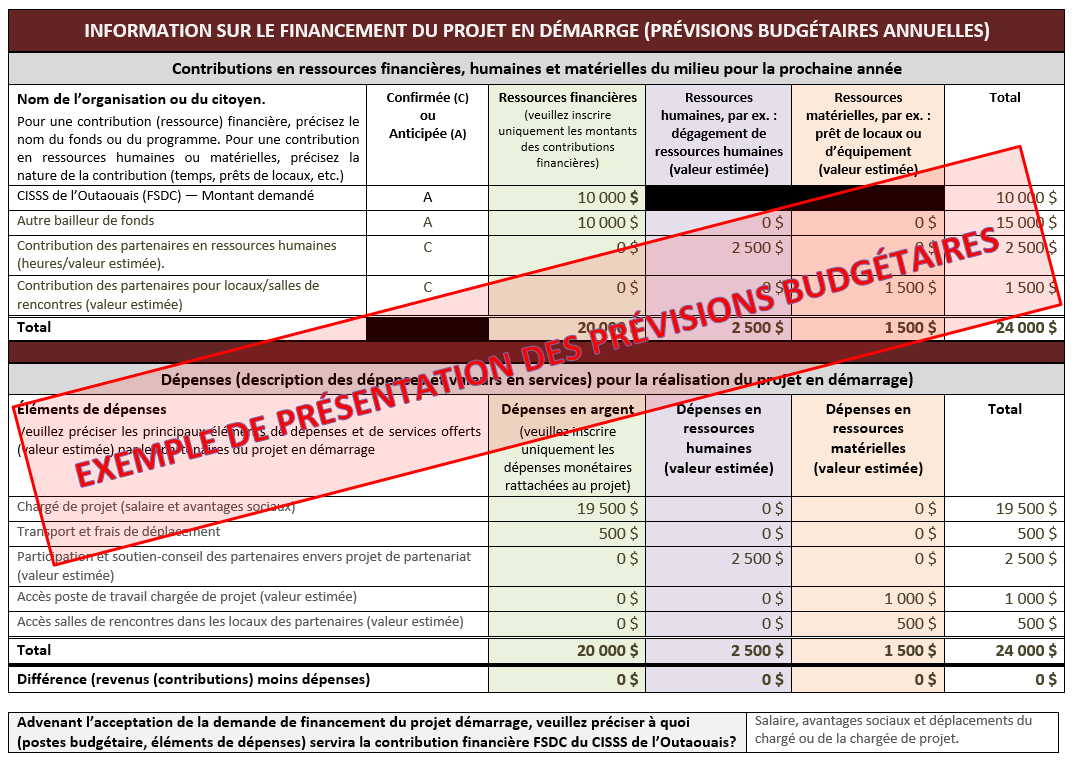 INFORMATION SUR LE FINANCEMENT DU PROJET EN DÉMARRGE (PRÉVISIONS BUDGÉTAIRES ANNUELLES)
Contributions en ressources financières, humaines et matérielles du milieu pour la prochaine année
Nom de l'organisation ou du citoyen.
Pour une contribution (ressource) financière, précisez le
nom du fonds ou du programme. Pour une contribution
en ressources humaines ou matérielles, précisez la
nature de la contribution (temps, prêts de locaux, etc.)
Confirmée (C)
ou
Anticipée (A)
Ressources financières
(veuillez inscrire
uniquement les montants
des contributions
financières)
Ressources
humaines, par ex. :
dégagement de
ressources humaines
(valeur estimée)
Ressources
matérielles, par ex. :
prêt de locaux ou
d'équipement
(valeur estimée)
Total
CISSS de l'Outaouais (FSDC) — Montant demandé A 10 000 $ 10 000 $
Autre bailleur de fonds A 10 000 $ 0 $ 0 $ 15 000 $
Contribution des partenaires en ressources humaines
(heures/valeur estimée). C 0 $ 2 500 $ 0 $ 2 500 $
Contribution des partenaires pour locaux/salles de
rencontres (valeur estimée) C 0 $ 0 $ 1 500 $ 1 500 $
Total 20 000 $ 2 500 $ 1 500 $ 24 000 $
EXEMPLE DE PRÉSENTATION DES PRÉVISIONS BUDGÉTAIRES
Dépenses (description des dépenses et valeurs en services) pour la réalisation du projet en démarrage)
Éléments de dépenses
Veuillez préciser les principaux éléments de dépenses et de services offerts
(valeur estimée) par les partenaires du projet en démarrage
Dépenses en argent
(veuillez inscrire
uniquement les
dépenses monétaires
rattachées au projet)
Dépenses en
ressources
humaines
(valeur estimée)
Dépenses en
ressources
matérielles
(valeur estimée)
Total
Chargé de projet (salaire et avantages sociaux) 19 500 $ 0 $ 0 $ 19 500 $
Transport et frais de déplacement 500 $ 0 $ 0 $ 500 $
Participation et soutien-conseil des partenaires envers projet de partenariat
(valeur estimée) 0 $ 2 500 $ 0 $ 2 500 $
Accès poste de travail chargée de projet (valeur estimée) 0 $ 0 $ 1 000 $ 1 000 $
Accès salles de rencontres dans les locaux des partenaires (valeur estimée) 0 $ 0 $ 500 $ 500 $
Total 20 000 $ 2 500 $ 1 500 $ 24 000 $
Différence (revenus (contributions) moins dépenses) 0 $ 0 $ 0 $ 0 $
Advenant l'acceptation de la demande de financement du projet démarrage, veuillez préciser à quoi
(postes budgétaire, éléments de dépenses) servira la contribution financière FSDC du CISSS de l'Outaouais?
Salaire, avantages sociaux et déplacements du
chargé ou de la chargée de projet.